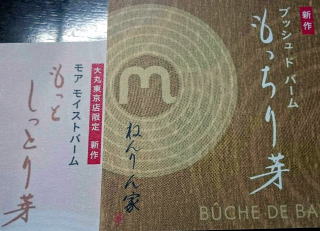 大丸東京店限定 新作
モア モイストバーム
もっと
しっとり芽
新作
ブッシュ ド バーム
もっちり芽
m
ねんりん家
BÛCHE DE BA